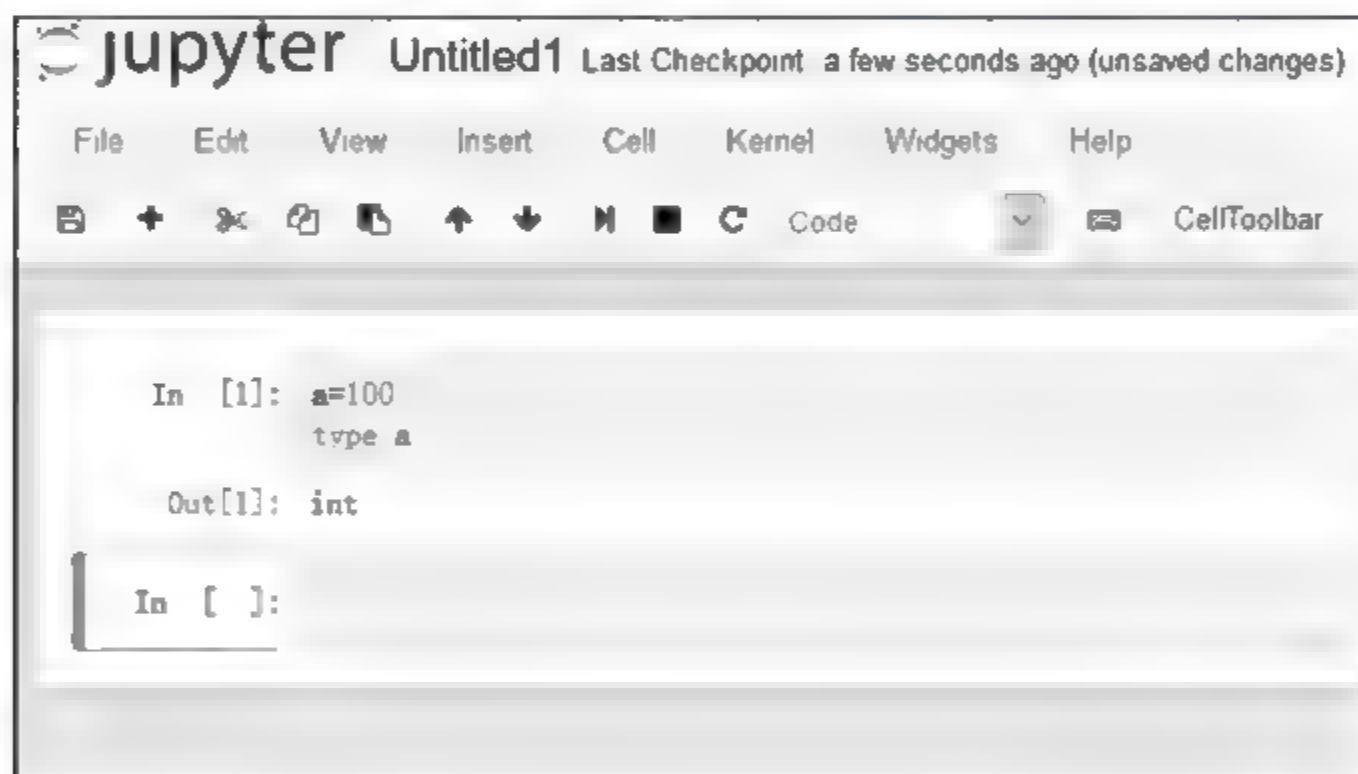 jupyter Untitled1 Last Checkpoint a few seconds ago (unsaved changes)
File Edit View Insert Cell Kernel Widgets Help
Code CellToolbar
In [1]: a=100
type a
Out[1]: int
In [ ]: